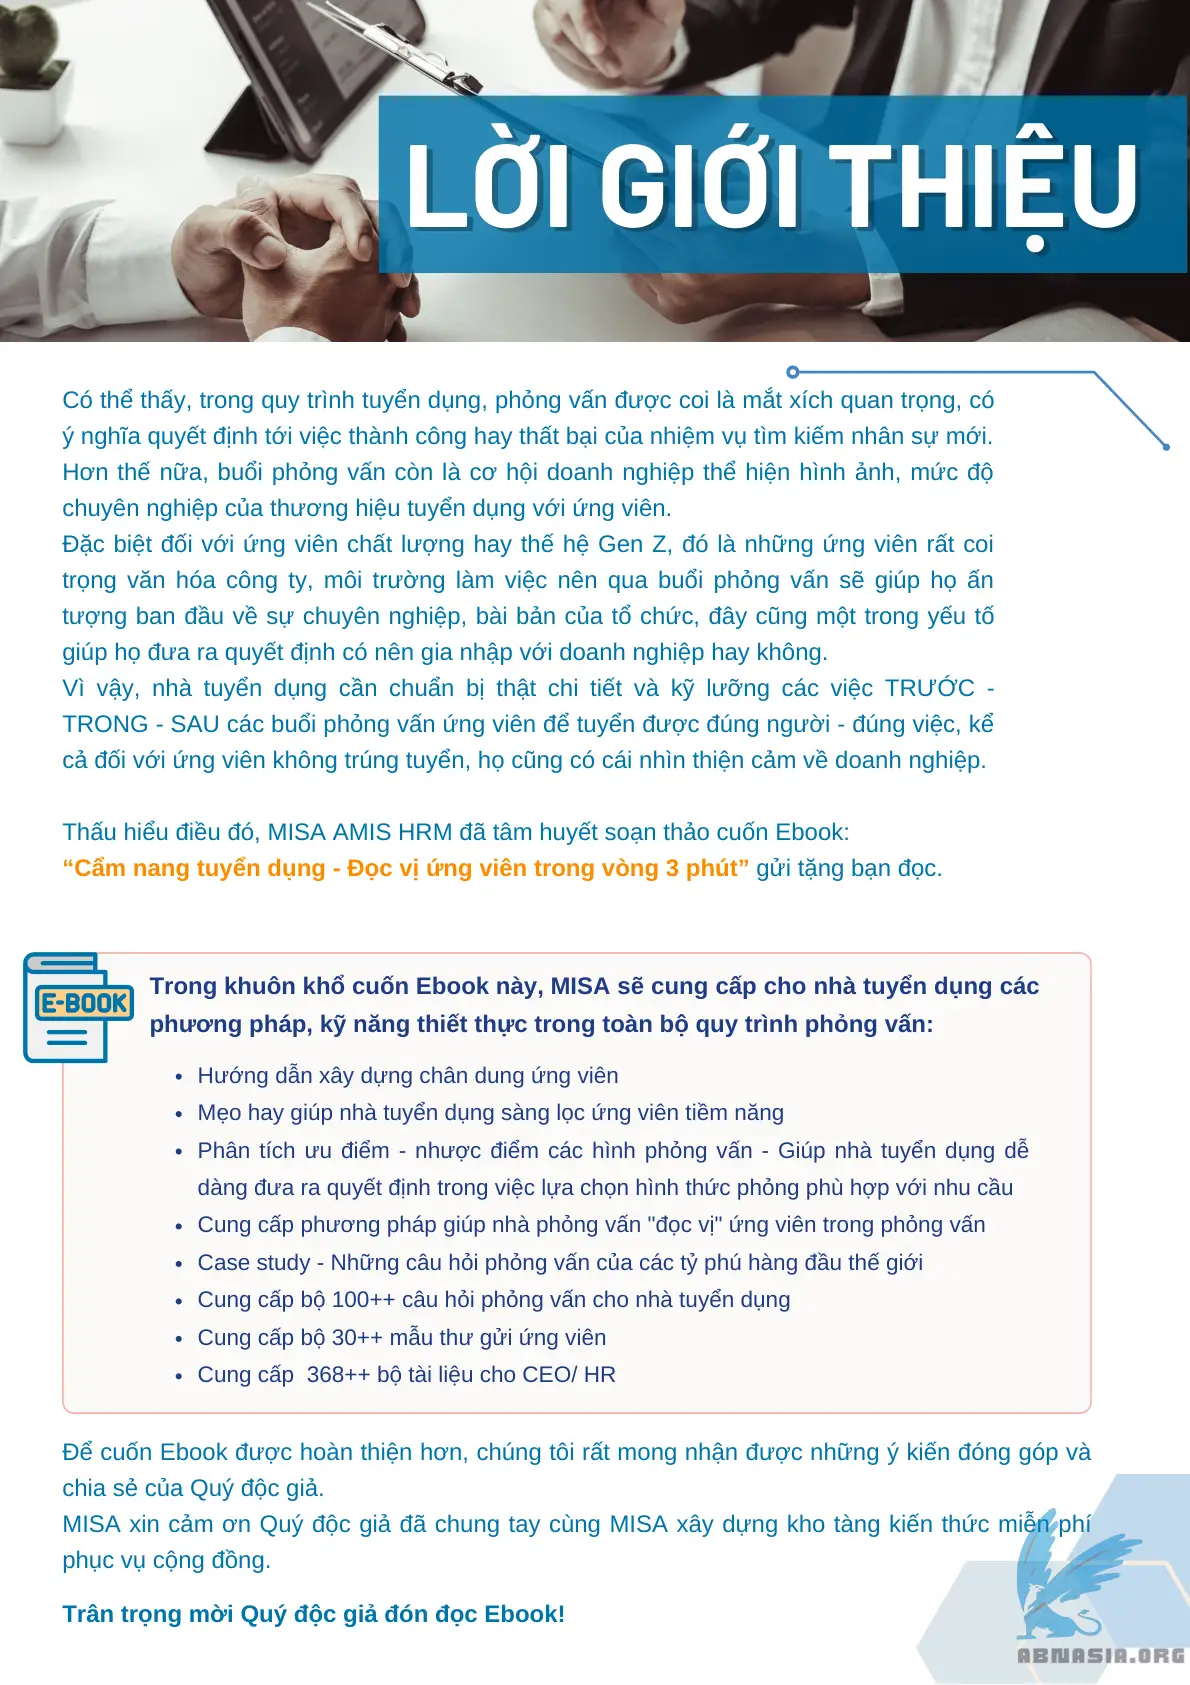 LỜI GIỚI THIỆU
Có thể thấy, trong quy trình tuyển dụng, phỏng vấn được coi là mắt xích quan trọng, có
ý nghĩa quyết định tới việc thành công hay thất bại của nhiệm vụ tìm kiếm nhân sự mới.
Hơn thế nữa, buổi phỏng vấn còn là cơ hội doanh nghiệp thể hiện hình ảnh, mức độ
chuyên nghiệp của thương hiệu tuyển dụng với ứng viên.
Đặc biệt đối với ứng viên chất lượng hay thế hệ Gen Z, đó là những ứng viên rất coi
trọng văn hóa công ty, môi trường làm việc nên qua buổi phỏng vấn sẽ giúp họ ấn
tượng ban đầu về sự chuyên nghiệp, bài bản của tổ chức, đây cũng một trong yếu tố
giúp họ đưa ra quyết định có nên gia nhập với doanh nghiệp hay không.
Vì vậy, nhà tuyển dụng cần chuẩn bị thật chi tiết và kỹ lưỡng các việc TRƯỚC -
TRONG - SAU các buổi phỏng vấn ứng viên để tuyển được đúng người - đúng việc, kể
cả đối với ứng viên không trúng tuyển, họ cũng có cái nhìn thiện cảm về doanh nghiệp.
Thấu hiểu điều đó, MISA AMIS HRM đã tâm huyết soạn thảo cuốn Ebook:
“Cẩm nang tuyển dụng - Đọc vị ứng viên trong vòng 3 phút” gửi tặng bạn đọc.
E-BOOK
Trong khuôn khổ cuốn Ebook này, MISA sẽ cung cấp cho nhà tuyển dụng các
phương pháp, kỹ năng thiết thực trong toàn bộ quy trình phỏng vấn:
• Hướng dẫn xây dựng chân dung ứng viên
• Mẹo hay giúp nhà tuyển dụng sàng lọc ứng viên tiềm năng
• Phân tích ưu điểm - nhược điểm các hình phỏng vấn - Giúp nhà tuyển dụng dễ
dàng đưa ra quyết định trong việc lựa chọn hình thức phỏng phù hợp với nhu cầu
• Cung cấp phương pháp giúp nhà phỏng vấn "đọc vị" ứng viên trong phỏng vấn
• Case study - Những câu hỏi phỏng vấn của các tỷ phú hàng đầu thế giới
• Cung cấp bộ 100++ câu hỏi phỏng vấn cho nhà tuyển dụng
• Cung cấp bộ 30++ mẫu thư gửi ứng viên
• Cung cấp 368++ bộ tài liệu cho CEO/ HR
Để cuốn Ebook được hoàn thiện hơn, chúng tôi rất mong nhận được những ý kiến đóng góp và
chia sẻ của Quý độc giả.
MISA xin cảm ơn Quý độc giả đã chung tay cùng MISA xây dựng kho tàng kiến thức miễn phí
phục vụ cộng đồng.
Trân trọng mời Quý độc giả đón đọc Ebook!
ABNASIA.ORG